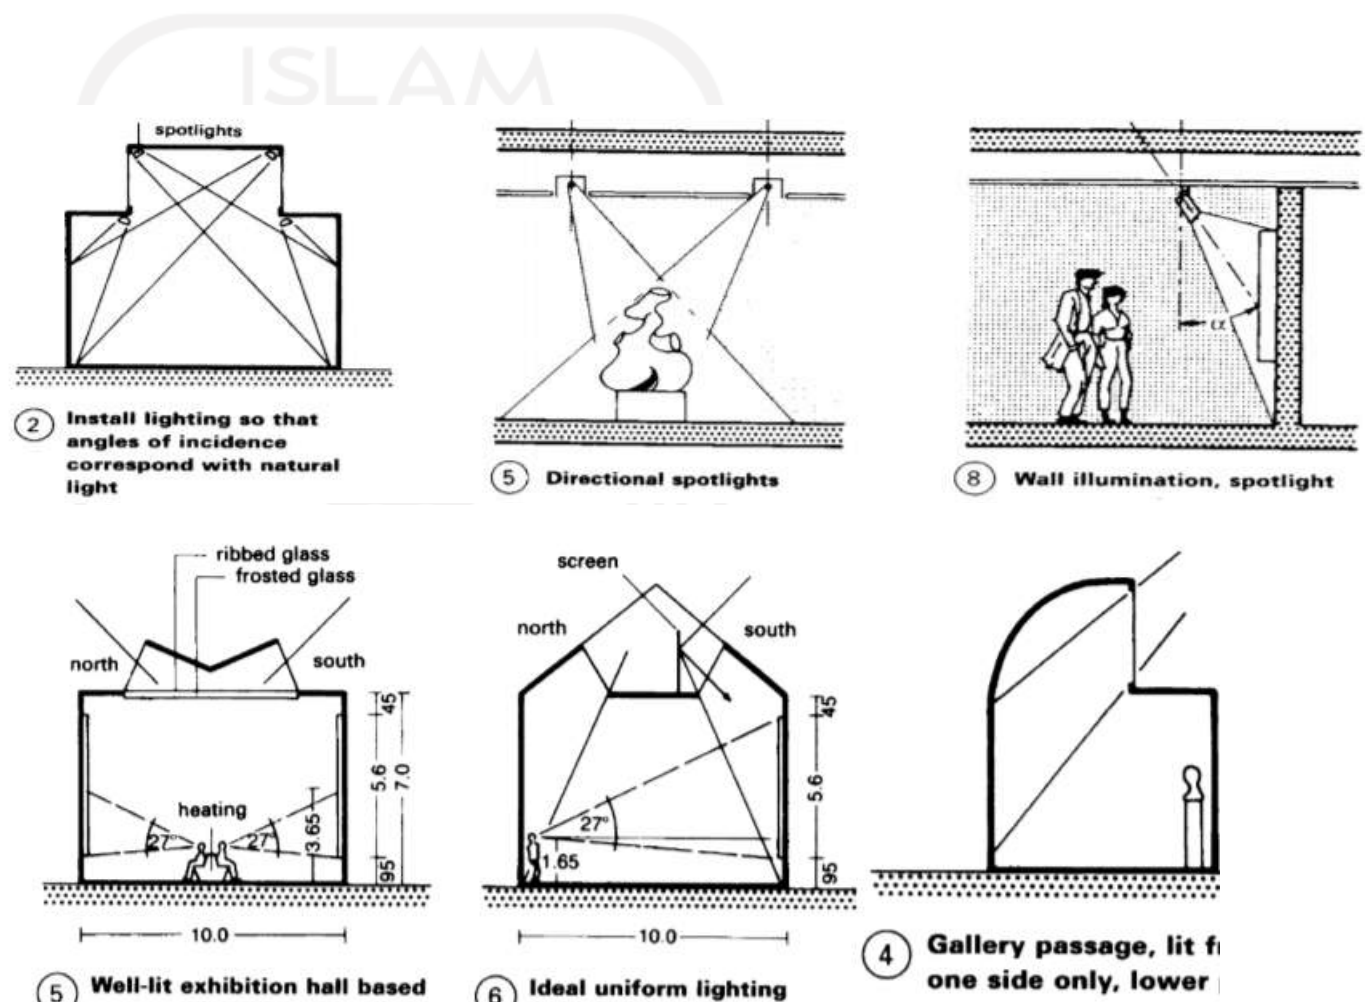 ISLAM
spotlights
2
Install lighting so that
angles of incidence
correspond with natural
light
5
Directional spotlights
α
8
Wall illumination, spotlight
ribbed glass
frosted glass
north
south
45
5.6
7.0
heating
27°
27°
3.65
95
10.0
5
Well-lit exhibition hall based
screen
north
south
45
5.6
27°
1.65
95
10.0
6
Ideal uniform lighting
4
Gallery passage, lit
one side only, lower